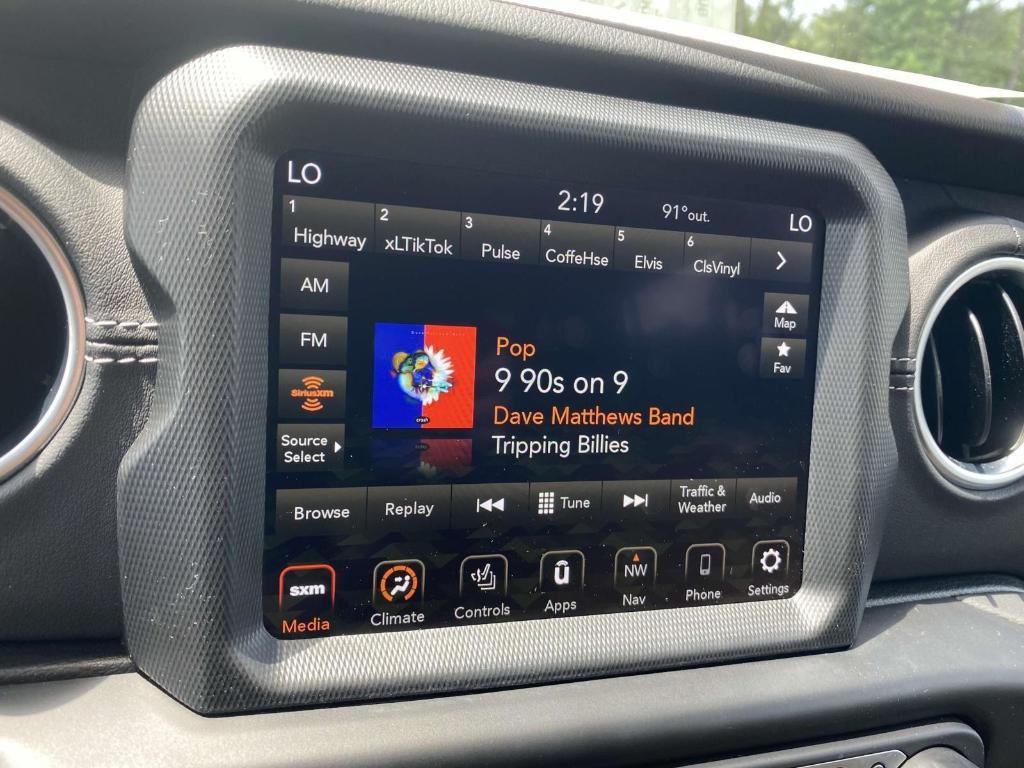 LO
2:19
91°out.
LO
1 Highway
2 xLTikTok
3 Pulse
4 CoffeHse
5 Elvis
6 ClsVinyl
AM
FM
SiriusXM
Source
Select
Map
Fav
Pop
9 90s on 9
Dave Matthews Band
Tripping Billies
crash
Browse
Replay
Tune
Traffic &
Weather
Audio
sxm
Media
Climate
Controls
Apps
NW
Nav
Phone
Settings